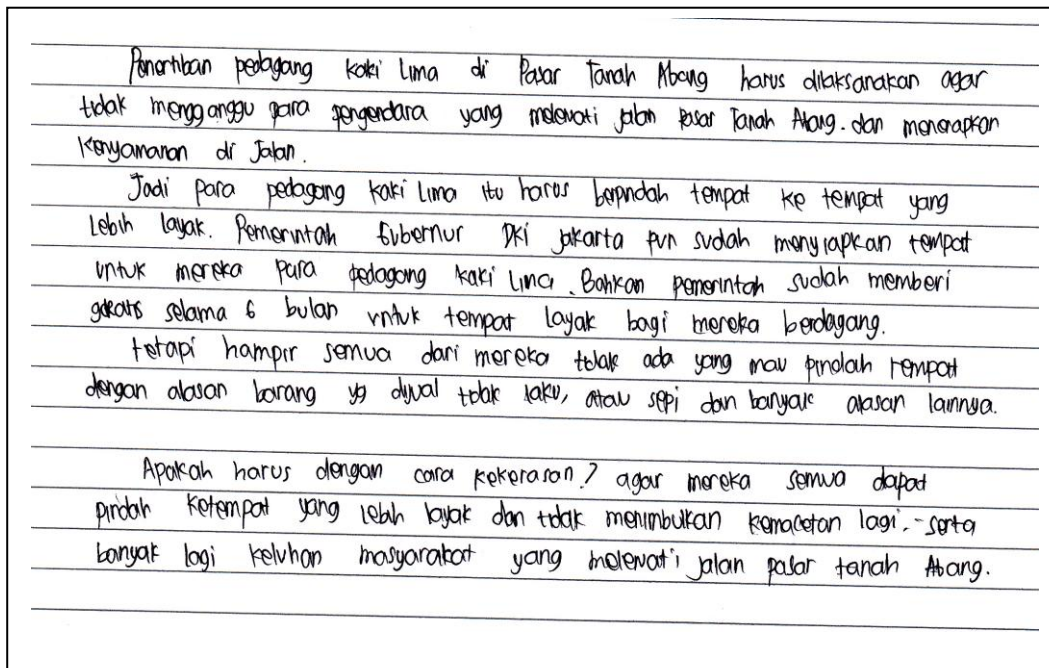 Penertiban pedagang kaki lima di Pasar Tanah Abang harus dilaksanakan agar
tidak mengganggu para pengendara yang melewati jalan pasar Tanah Abang. dan menerapkan
Kenyamanan di Jalan.
Jadi para pedagang kaki lima itu harus berpindah tempat ke tempat yang
Lebih layak. Pemerintah Gubernur DKI jakarta pun sudah menyiapkan tempat
untuk mereka para pedagang kaki lima. Bahkan pemerintah sudah memberi
selama 6 bulan untuk tempat layak bagi mereka berdagang.
tetapi hampir semua dari mereka tidak ada yang mau pindah tempat
dengan alasan barang yg dijual tidak laku, atau sepi dan banyak alasan lainnya.
Apakah harus dengan cara kekerasan? agar mereka semua dapat
pindah ketempat yang lebih layak dan tidak menimbulkan kemacetan lagi, - serta
banyak lagi keluhan masyarakat yang melewati jalan pasar tanah Abang.